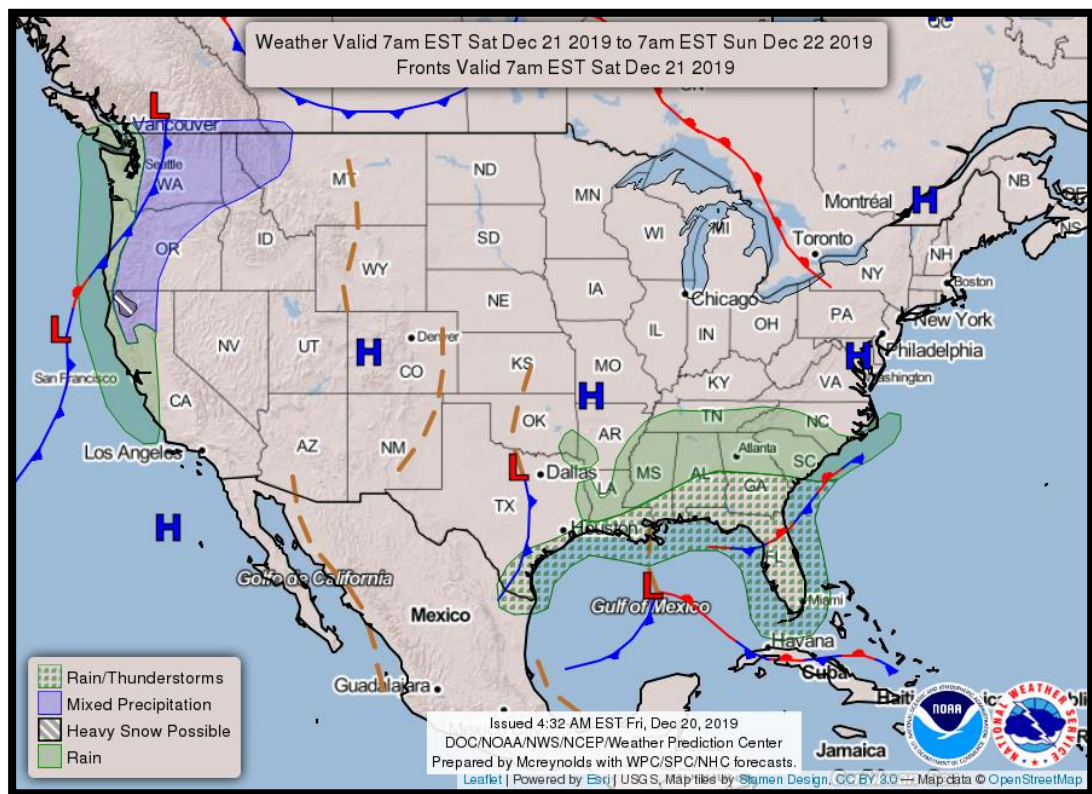 QC
Weather Valid 7am EST Sat Dec 21 2019 to 7am EST Sun Dec 22 2019
Fronts Valid 7am EST Sat Dec 21 2019
L
Vancouver
Seattle
WA
MT
ND
MN
Montréal
H
NB
NS
OR
ID
WY
SD
WI
MI
Toronto
NY
NH
Boston
L
San Francisco
NV
UT
H
Denver
CO
NE
IA
Chicago
IL
IN
OH
PA
New York
H
Philadelphia
Washington
CA
KS
MO
KY
VA
H
Los Angeles
AZ
NM
OK
AR
TN
NC
L
Dallas
TX
LA
MS
AL
Atlanta
GA
SC
H
Houston
FL
Golfo de California
Mexico
L
Gulf of Mexico
Miami
Havana
Cuba
Guadalajara
Jamaica
Rain/Thunderstorms
Mixed Precipitation
Heavy Snow Possible
Rain
Issued 4:32 AM EST Fri, Dec 20, 2019
DOC/NOAA/NWS/NCEP/Weather Prediction Center
Prepared by Mcreynolds with WPC/SPC/NHC forecasts.
Leaflet | Powered by Esri | USGS, Map tiles by Stamen Design, CC BY 3.0 — Map data © OpenStreetMap
NOAA
NATIONAL WEATHER SERVICE